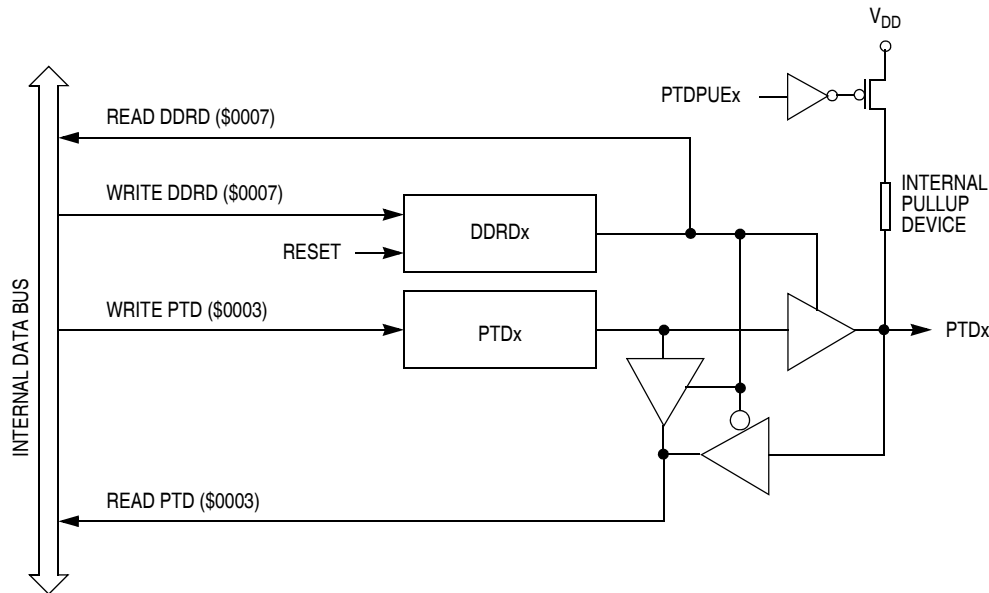 VDD
PTDPUEx
READ DDRD ($0007)
WRITE DDRD ($0007)
INTERNAL
PULLUP
DEVICE
DDRDx
RESET
WRITE PTD ($0003)
PTDx
PTDx
INTERNAL DATA BUS
READ PTD ($0003)